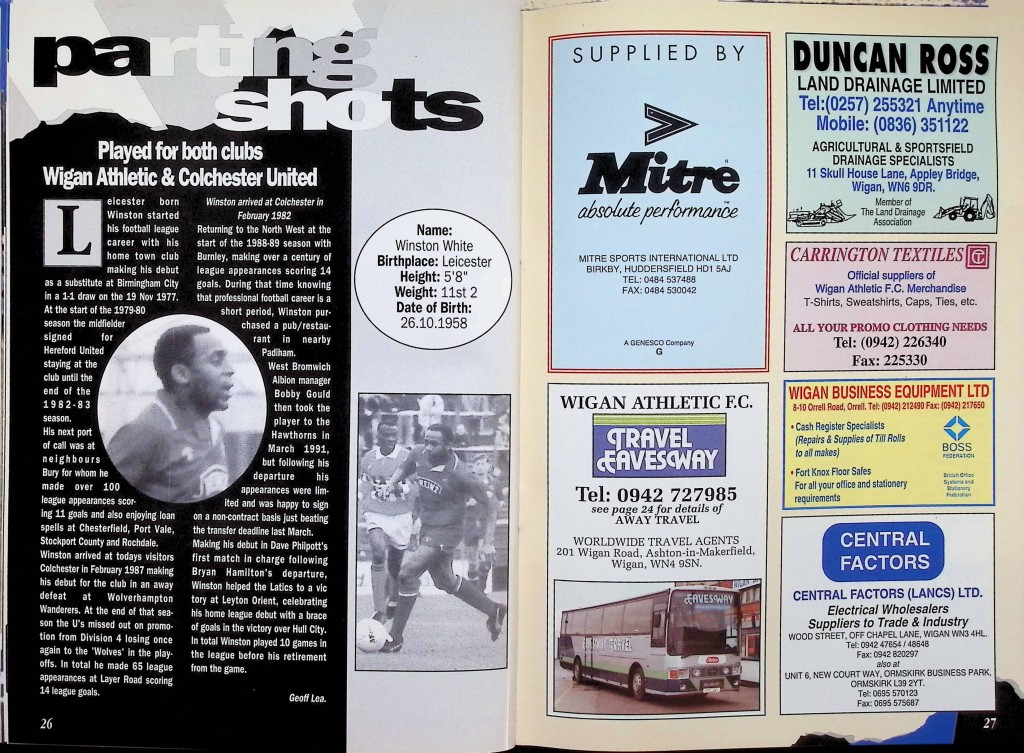 parting
shots
Played for both clubs
Wigan Athletic & Colchester United
Leicester born
Winston started
his football league
career with his
home town club
making his debut
as a substitute at Birmingham City
in a 1-1 draw on the 19 Nov 1977.
At the start of the 1979-80
season the midfielder
signed for
Hereford United
staying at the
club until the
end of the
1982-83
season.
His next port
of call was at
neighbours
Bury for whom he
made over 100
league appearances scor-
ing 11 goals and also enjoying loan
spells at Chesterfield, Port Vale,
Stockport County and Rochdale.
Winston arrived at todays visitors
Colchester in February 1987 making
his debut for the club in an away
defeat at Wolverhampton
Wanderers. At the end of that sea-
son the U's missed out on promo-
tion from Division 4 losing once
again to the 'Wolves' in the play-
offs. In total he made 65 league
appearances at Layer Road scoring
14 league goals.
Winston arrived at Colchester in
February 1982
Returning to the North West at the
start of the 1988-89 season with
Burnley, making over a century of
league appearances scoring 14
goals. During that time knowing
that professional football career is a
short period, Winston pur-
chased a pub/restau-
rant in nearby
Padiham.
West Bromwich
Albion manager
Bobby Gould
then took the
player to the
Hawthorns in
March 1991,
but following his
departure his
appearances were lim-
ited and was happy to sign
on a non-contract basis just beating
the transfer deadline last March.
Making his debut in Dave Philpott's
first match in charge following
Bryan Hamilton's departure,
Winston helped the Latics to a vic
tory at Leyton Orient, celebrating
his home league debut with a brace
of goals in the victory over Hull City.
In total Winston played 10 games in
the league before his retirement
from the game.
Geoff Lea.
26
Name:
Winston White
Birthplace: Leicester
Height: 5'8"
Weight: 11st 2
Date of Birth:
26.10.1958
SUPPLIED BY
Mitre
absolute performance
MITRE SPORTS INTERNATIONAL LTD
BIRKBY, HUDDERSFIELD HD1 5AJ
TEL: 0484 537488
FAX: 0484 530042
A GENESCO Company
G
WIGAN ATHLETIC F.C.
TRAVEL
EAVESWAY
Tel: 0942 727985
see page 24 for details of
AWAY TRAVEL
WORLDWIDE TRAVEL AGENTS
201 Wigan Road, Ashton-in-Makerfield,
Wigan, WN4 9SN.
EAVESWAY
EAVESWAY TRAVEL
DUNCAN ROSS
LAND DRAINAGE LIMITED
Tel:(0257) 255321 Anytime
Mobile: (0836) 351122
AGRICULTURAL & SPORTSFIELD
DRAINAGE SPECIALISTS
11 Skull House Lane, Appley Bridge,
Wigan, WN6 9DR.
Member of
The Land Drainage
Association
CARRINGTON TEXTILES
Official suppliers of
Wigan Athletic F.C. Merchandise
T-Shirts, Sweatshirts, Caps, Ties, etc.
ALL YOUR PROMO CLOTHING NEEDS
Tel: (0942) 226340
Fax: 225330
WIGAN BUSINESS EQUIPMENT LTD
8-10 Orrell Road, Orrell. Tel: (0942) 212490 Fax: (0942) 217650
• Cash Register Specialists
(Repairs & Supplies of Till Rolls
to all makes)
• Fort Knox Floor Safes
For all your office and stationery
requirements
BOSS
FEDERATION
British Office
Systems and
Stationery
Federation
CENTRAL
FACTORS
CENTRAL FACTORS (LANCS) LTD.
Electrical Wholesalers
Suppliers to Trade & Industry
WOOD STREET, OFF CHAPEL LANE, WIGAN WN3 4HL.
Tel: 0942 47654 / 48648
Fax: 0942 820297
also at
UNIT 6, NEW COURT WAY, ORMSKIRK BUSINESS PARK,
ORMSKIRK L39 2YT.
Tel: 0695 570123
Fax: 0695 575687
27